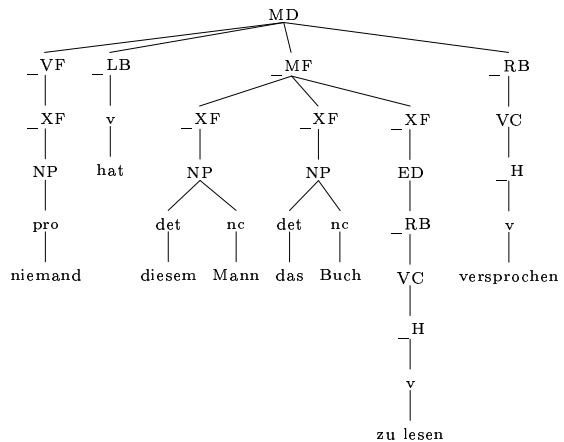 MD
_VF _LB _MF _RB
_XF v _XF _XF _XF VC
NP hat NP NP ED _H
pro det nc det nc _RB v
niemand diesem Mann das Buch VC versprochen
_H
v
zu lesen